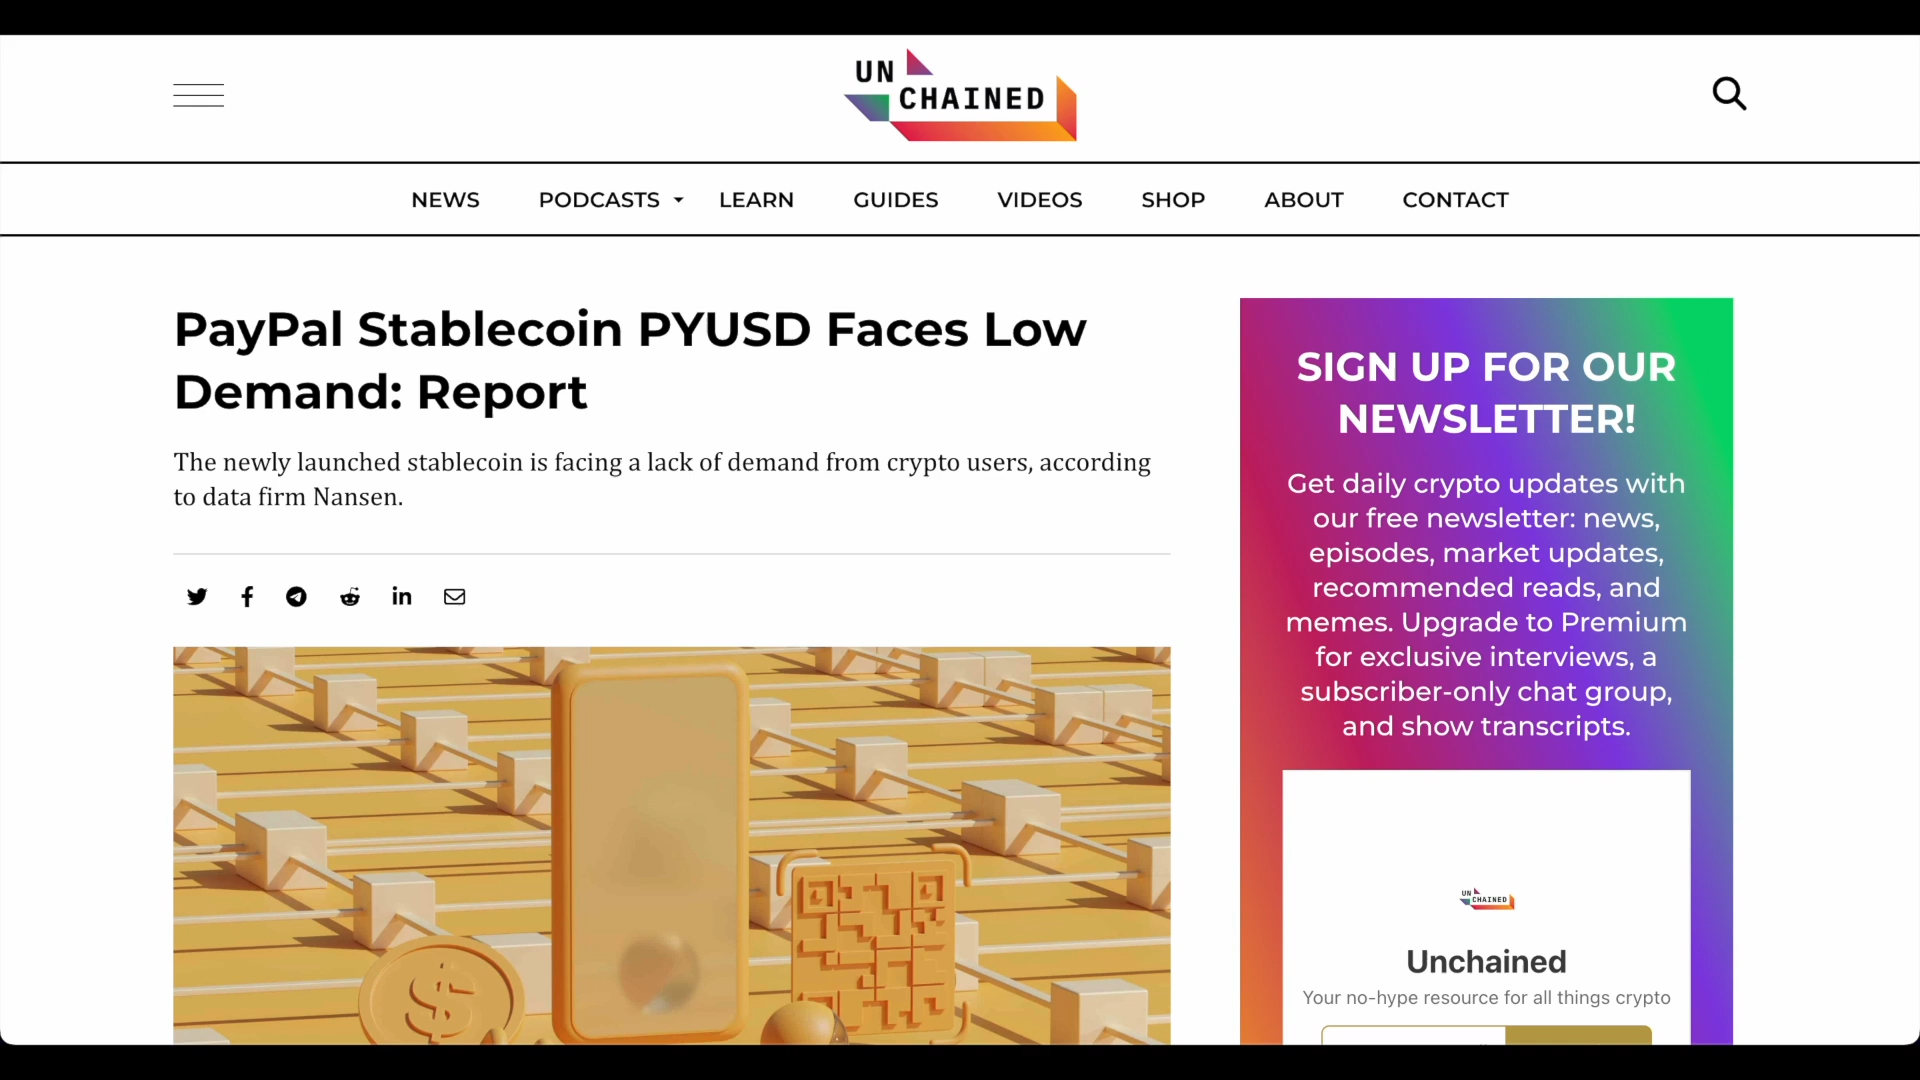 UN
CHAINED
NEWS PODCASTS LEARN GUIDES VIDEOS SHOP ABOUT CONTACT
PayPal Stablecoin PYUSD Faces Low
Demand: Report
The newly launched stablecoin is facing a lack of demand from crypto users, according
to data firm Nansen.
SIGN UP FOR OUR
NEWSLETTER!
Get daily crypto updates with
our free newsletter: news,
episodes, market updates,
recommended reads, and
memes. Upgrade to Premium
for exclusive interviews, a
subscriber-only chat group,
and show transcripts.
UN
CHAINED
Unchained
Your no-hype resource for all things crypto
$